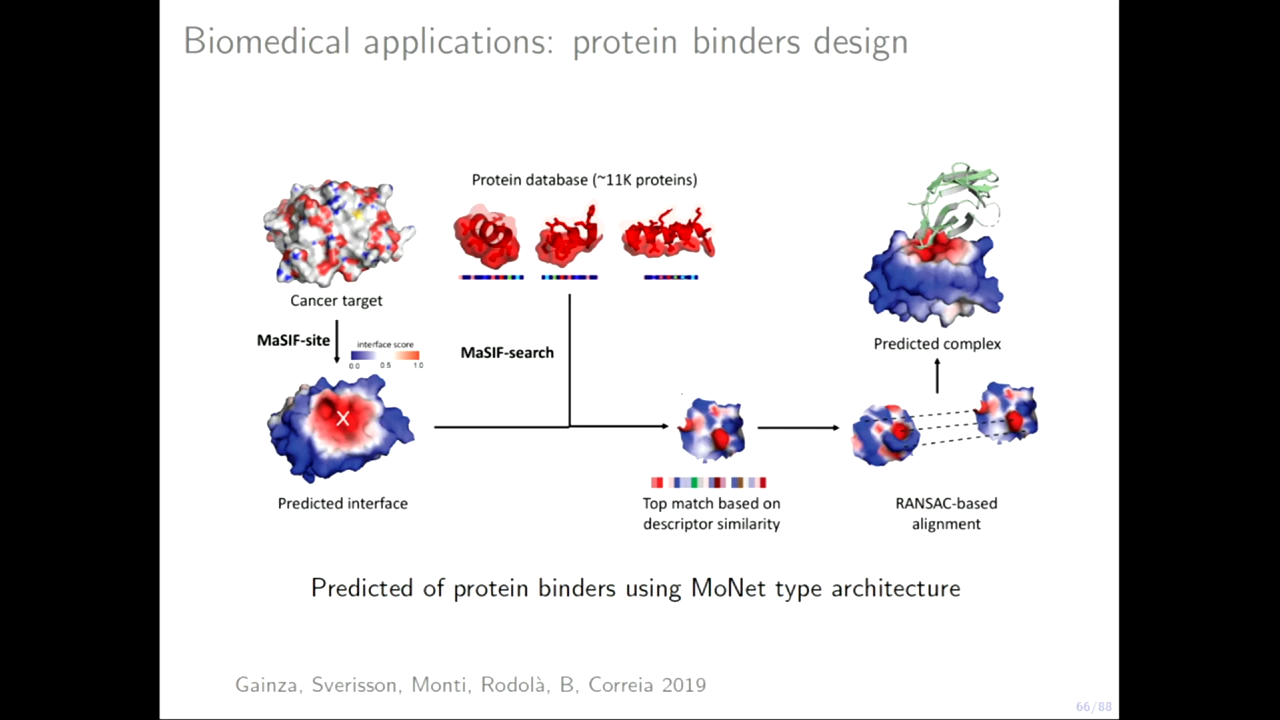 Biomedical applications: protein binders design
Protein database (~11K proteins)
Cancer target
MaSIF-site
interface score
0.0 0.5 1.0
MaSIF-search
Predicted complex
X
Predicted interface
Top match based on
descriptor similarity
RANSAC-based
alignment
Predicted of protein binders using MoNet type architecture
Gainza, Sverisson, Monti, Rodolà, B, Correia 2019
66/88